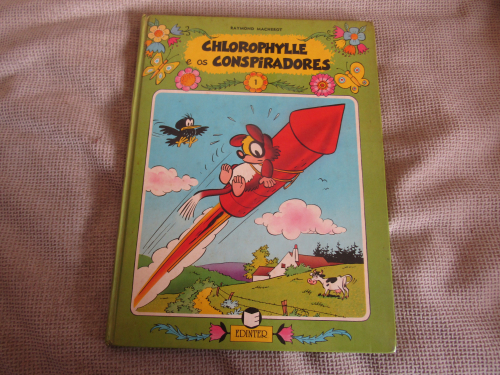 RAYMOND MACHEROT
CHLOROPHYLLE
e os CONSPIRADORES
1
EDINTER